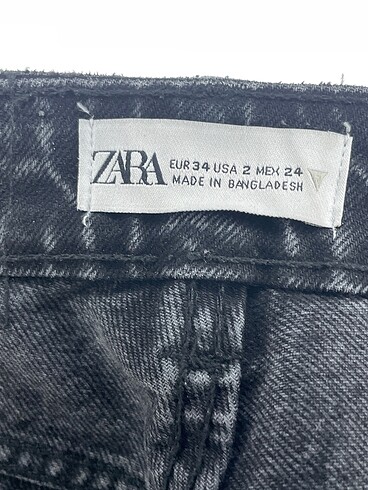 ZARA
EUR 34 USA 2 MEX 24
MADE IN BANGLADESH